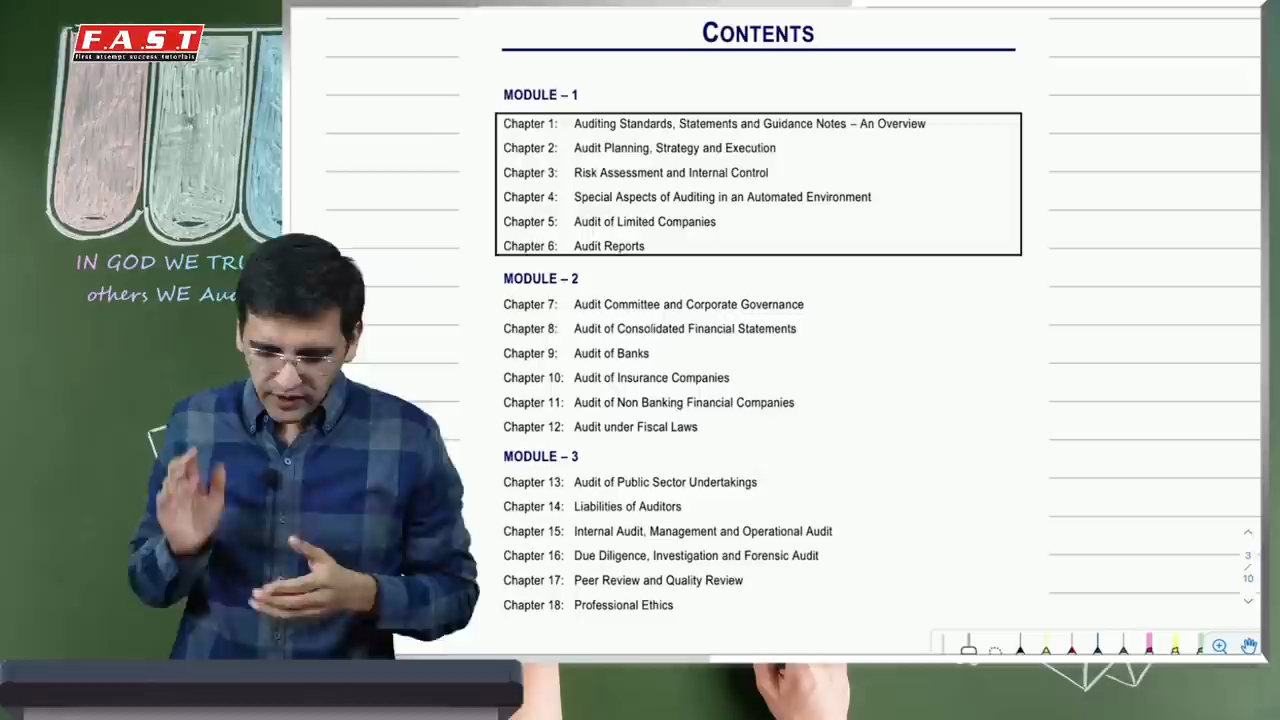 F.A.S.T
first attempt success tutorials
IN GOD WE TRU
others WE Au
CONTENTS
MODULE – 1
Chapter 1: Auditing Standards, Statements and Guidance Notes – An Overview
Chapter 2: Audit Planning, Strategy and Execution
Chapter 3: Risk Assessment and Internal Control
Chapter 4: Special Aspects of Auditing in an Automated Environment
Chapter 5: Audit of Limited Companies
Chapter 6: Audit Reports
MODULE – 2
Chapter 7: Audit Committee and Corporate Governance
Chapter 8: Audit of Consolidated Financial Statements
Chapter 9: Audit of Banks
Chapter 10: Audit of Insurance Companies
Chapter 11: Audit of Non Banking Financial Companies
Chapter 12: Audit under Fiscal Laws
MODULE – 3
Chapter 13: Audit of Public Sector Undertakings
Chapter 14: Liabilities of Auditors
Chapter 15: Internal Audit, Management and Operational Audit
Chapter 16: Due Diligence, Investigation and Forensic Audit
Chapter 17: Peer Review and Quality Review
Chapter 18: Professional Ethics
3
/
10